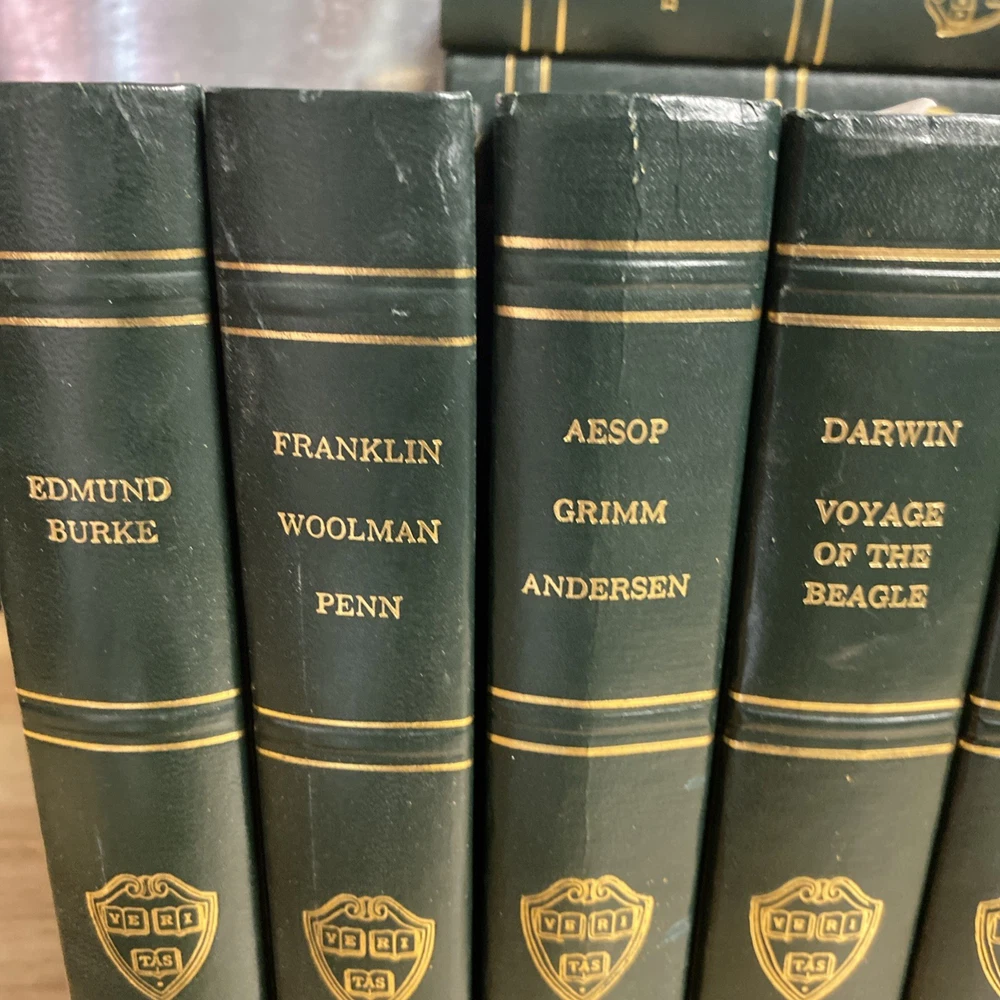 EDMUND
BURKE
VE RI
TAS
FRANKLIN
WOOLMAN
PENN
VE RI
TAS
AESOP
GRIMM
ANDERSEN
VE RI
TAS
DARWIN
VOYAGE
OF THE
BEAGLE
VE RI
TAS